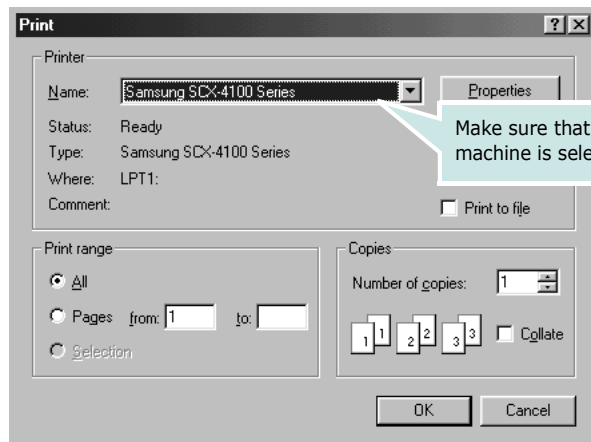 Print
Printer
Name: Samsung SCX-4100 Series Properties
Status: Ready
Type: Samsung SCX-4100 Series
Where: LPT1:
Comment: Print to file
Make sure that
machine is
Print range
All
Pages from: 1 to:
Selection
Copies
Number of copies: 1
1 1 2 2 3 3 Collate
OK Cancel